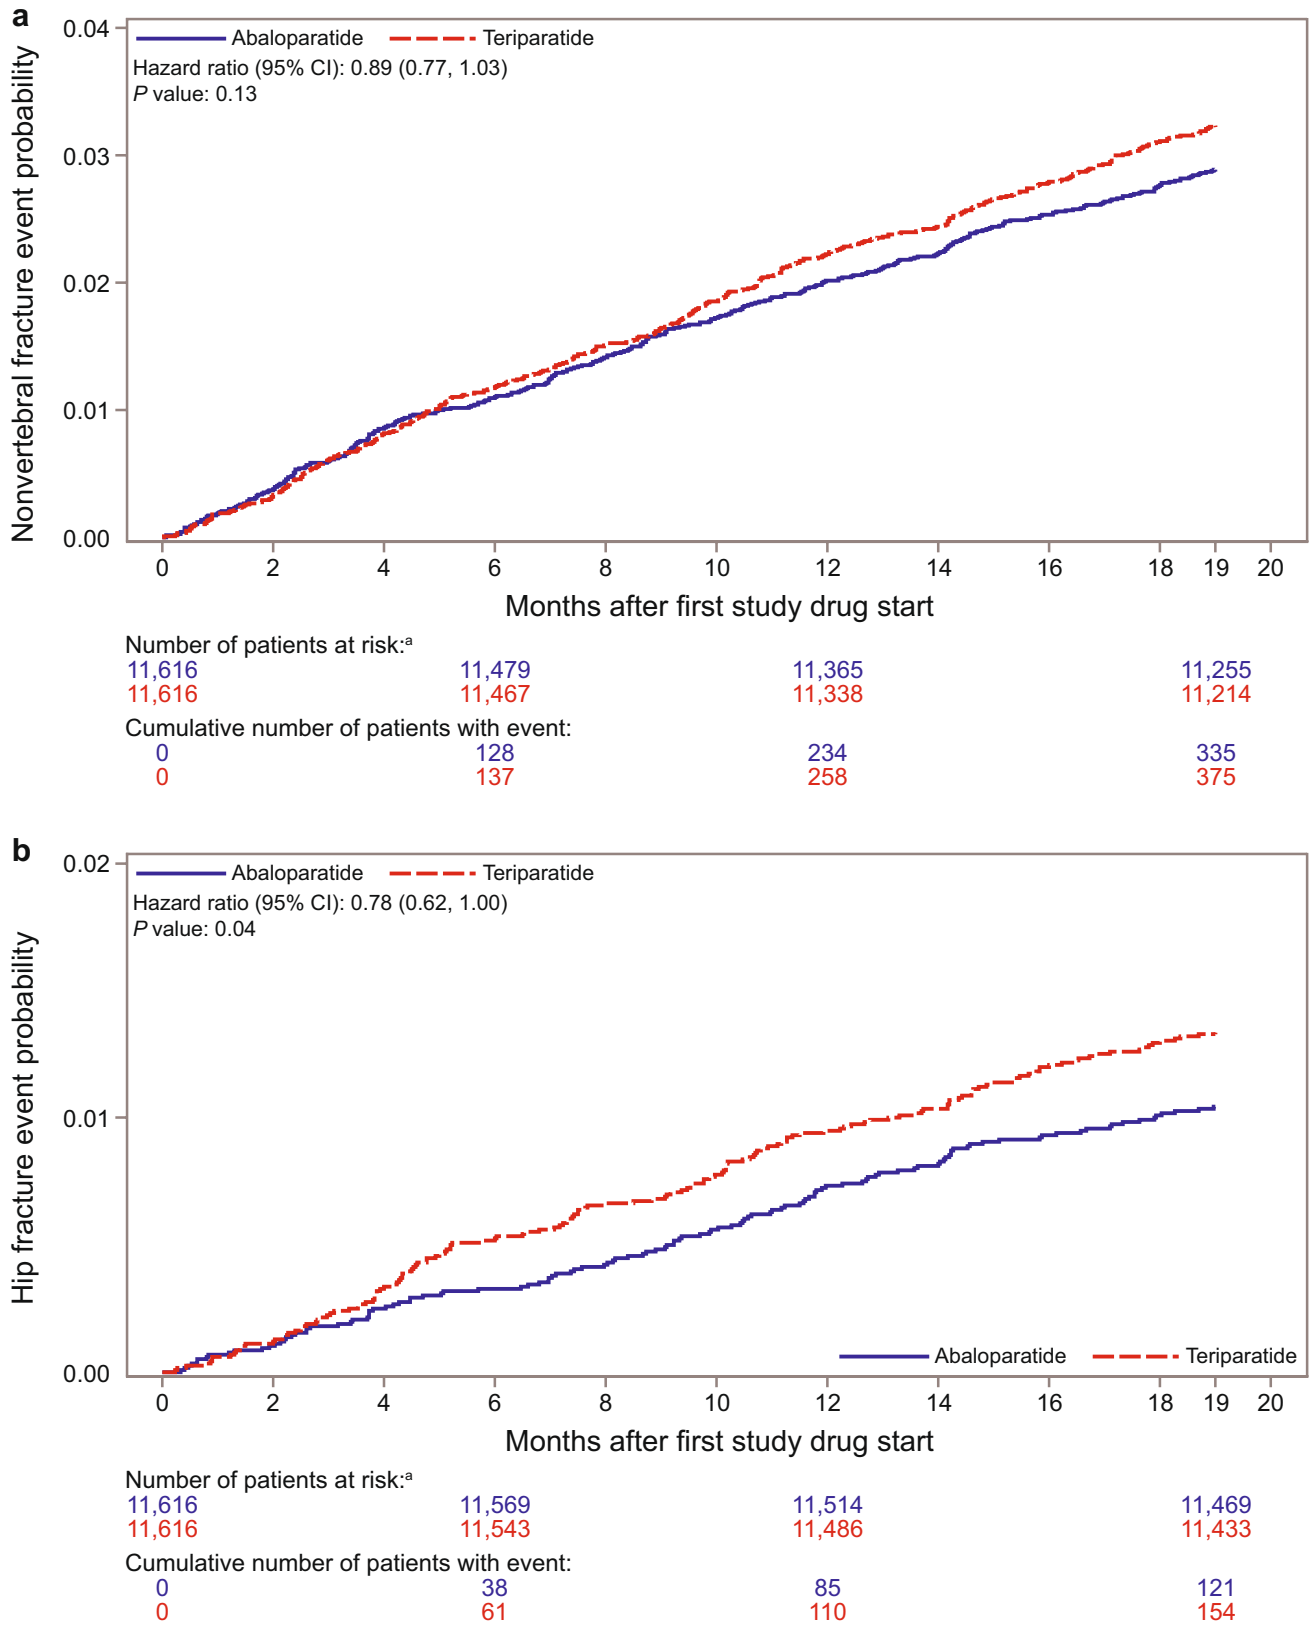 a
Nonvertebral fracture event probability
0.04
0.03
0.02
0.01
0.00
Abaloparatide Teriparatide
Hazard ratio (95% CI): 0.89 (0.77, 1.03)
P value: 0.13
0 2 4 6 8 10 12 14 16 18 19 20
Months after first study drug start
Number of patients at risk:a
11,616 11,479 11,365 11,255
11,616 11,467 11,338 11,214
Cumulative number of patients with event:
0 128 234 335
0 137 258 375
b
Hip fracture event probability
0.02
0.01
0.00
Abaloparatide Teriparatide
Hazard ratio (95% CI): 0.78 (0.62, 1.00)
P value: 0.04
Abaloparatide Teriparatide
0 2 4 6 8 10 12 14 16 18 19 20
Months after first study drug start
Number of patients at risk:a
11,616 11,569 11,514 11,469
11,616 11,543 11,486 11,433
Cumulative number of patients with event:
0 38 85 121
0 61 110 154